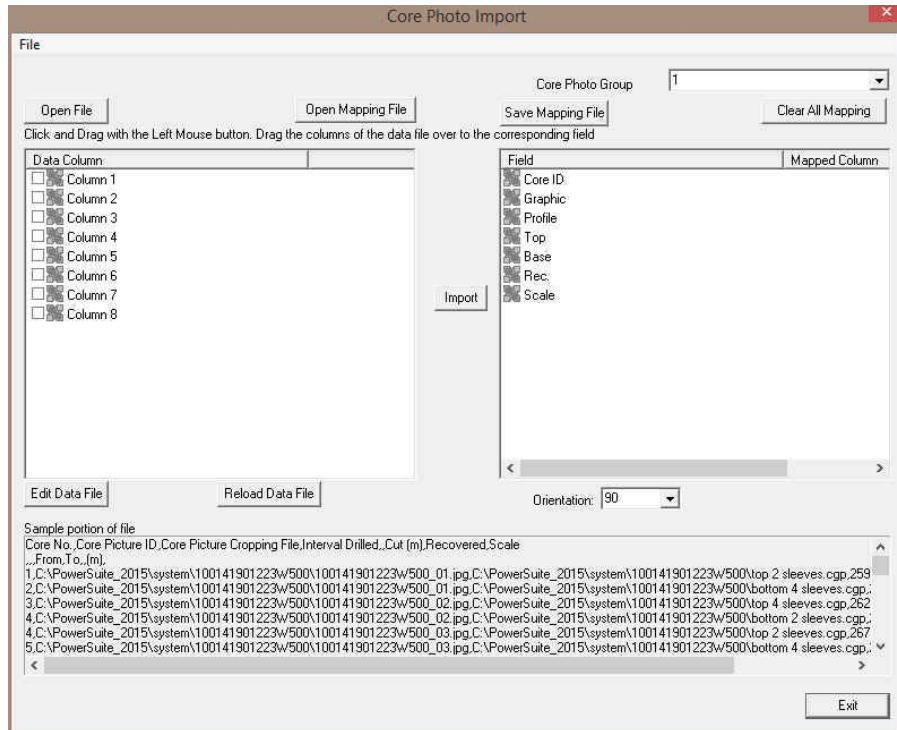 Core Photo Import
File
Core Photo Group 1
Open File Open Mapping File Save Mapping File Clear All Mapping
Click and Drag with the Left Mouse button. Drag the columns of the data file over to the corresponding field
Data Column
Column 1
Column 2
Column 3
Column 4
Column 5
Column 6
Column 7
Column 8
Import
Field Mapped Column
Core ID
Graphic
Profile
Top
Base
Rec.
Scale
Edit Data File Reload Data File
Orientation: 90
Sample portion of file
Core No.,Core Picture ID,Core Picture Cropping File,Interval Drilled,,Cut (m),Recovered,Scale
,,,From,To,,(m),
1,C:\PowerSuite_2015\system\100141901223W500\100141901223W500_01.jpg,C:\PowerSuite_2015\system\100141901223W500\top 2 sleeves.cgp,259
2,C:\PowerSuite_2015\system\100141901223W500\100141901223W500_01.jpg,C:\PowerSuite_2015\system\100141901223W500\bottom 4 sleeves.cgp,
3,C:\PowerSuite_2015\system\100141901223W500\100141901223W500_02.jpg,C:\PowerSuite_2015\system\100141901223W500\top 4 sleeves.cgp,262
4,C:\PowerSuite_2015\system\100141901223W500\100141901223W500_02.jpg,C:\PowerSuite_2015\system\100141901223W500\bottom 2 sleeves.cgp,
4,C:\PowerSuite_2015\system\100141901223W500\100141901223W500_03.jpg,C:\PowerSuite_2015\system\100141901223W500\top 2 sleeves.cgp,267
5,C:\PowerSuite_2015\system\100141901223W500\100141901223W500_03.jpg,C:\PowerSuite_2015\system\100141901223W500\bottom 4 sleeves.cgp,
Exit